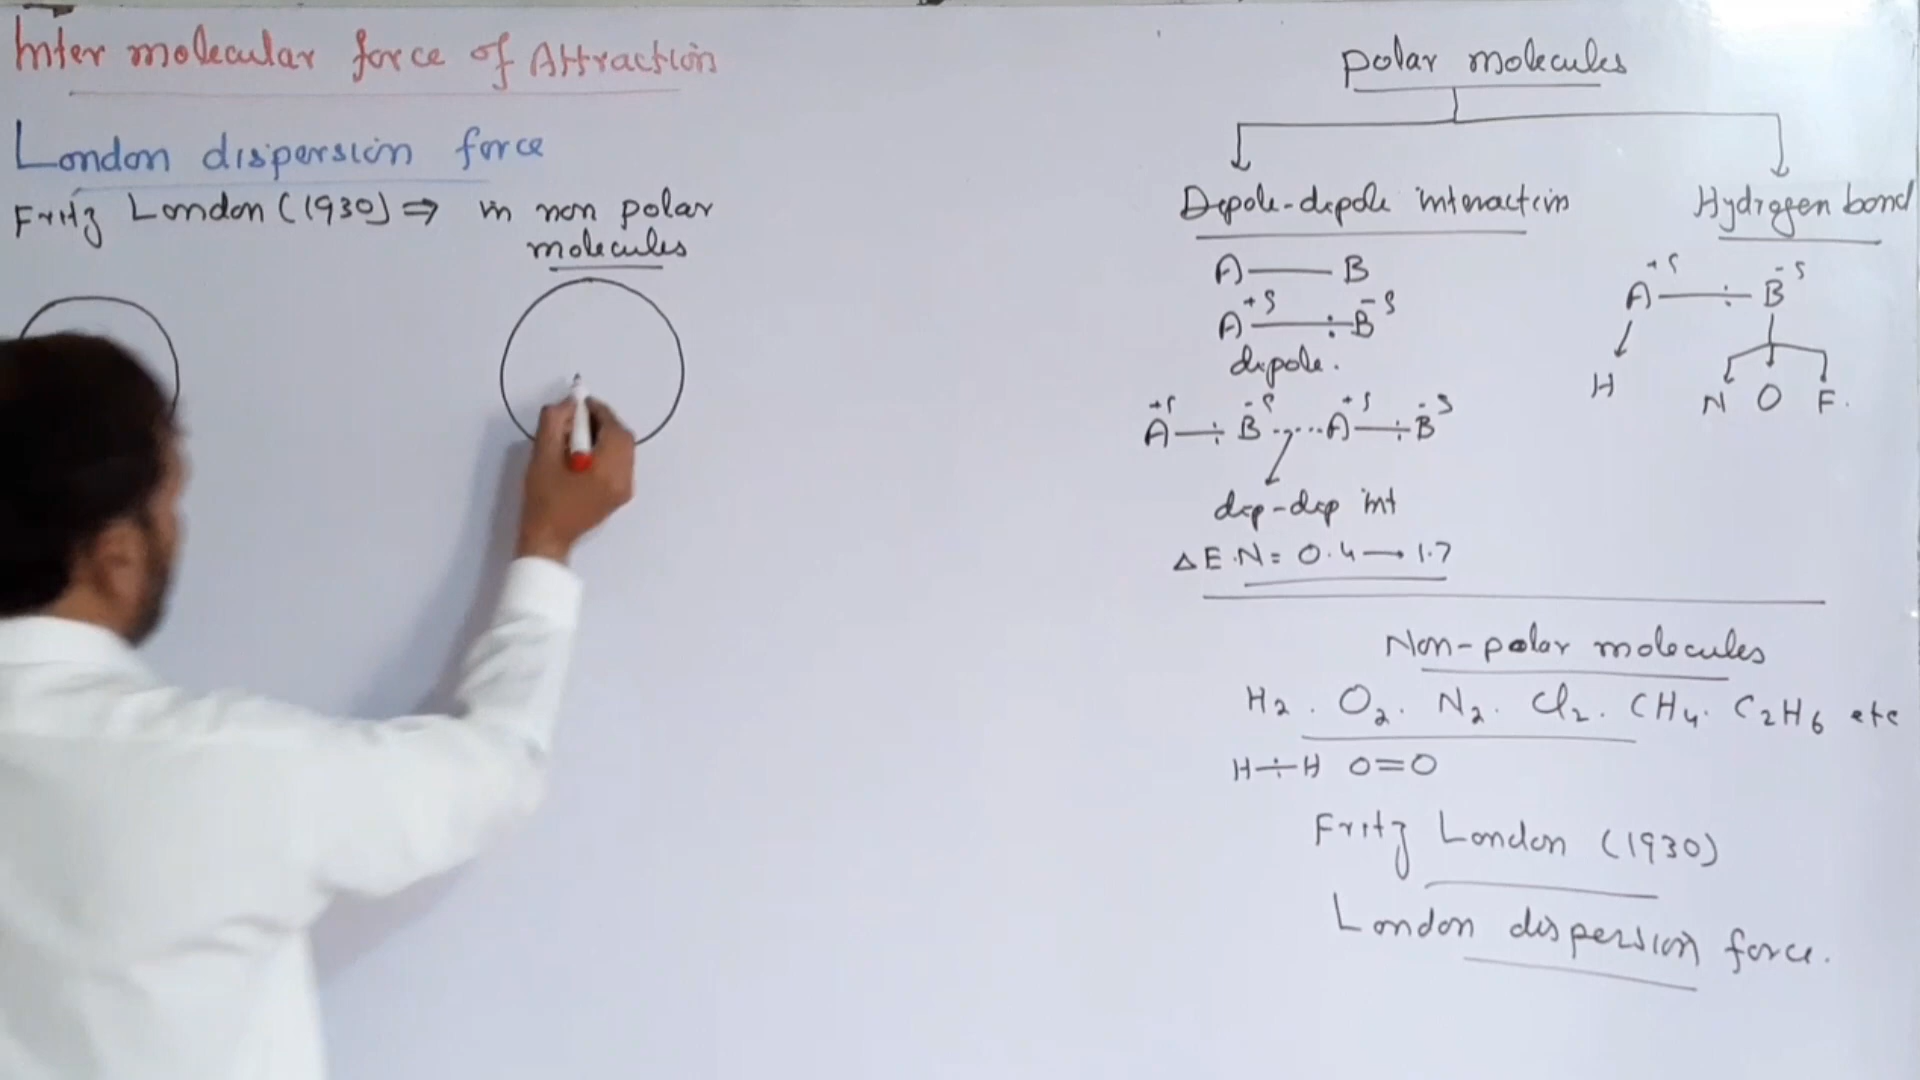 Inter molecular force of Attraction
London dispersion force
Fritz London (1930) ⇒ in non polar
molecules
polar molecules
Dipole-dipole interaction
A — B
+δ -δ
A —:B
dipole.
+δ -δ +δ -δ
A —: B ...... A —: B
dip-dip int
ΔE.N = 0.4 — 1.7
Hydrogen bond
+δ -δ
A —: B
H
N O F.
Non-polar molecules
H2. O2. N2. Cl2. CH4. C2H6 etc
H÷H O=O
Fritz London (1930)
London dispersion force.